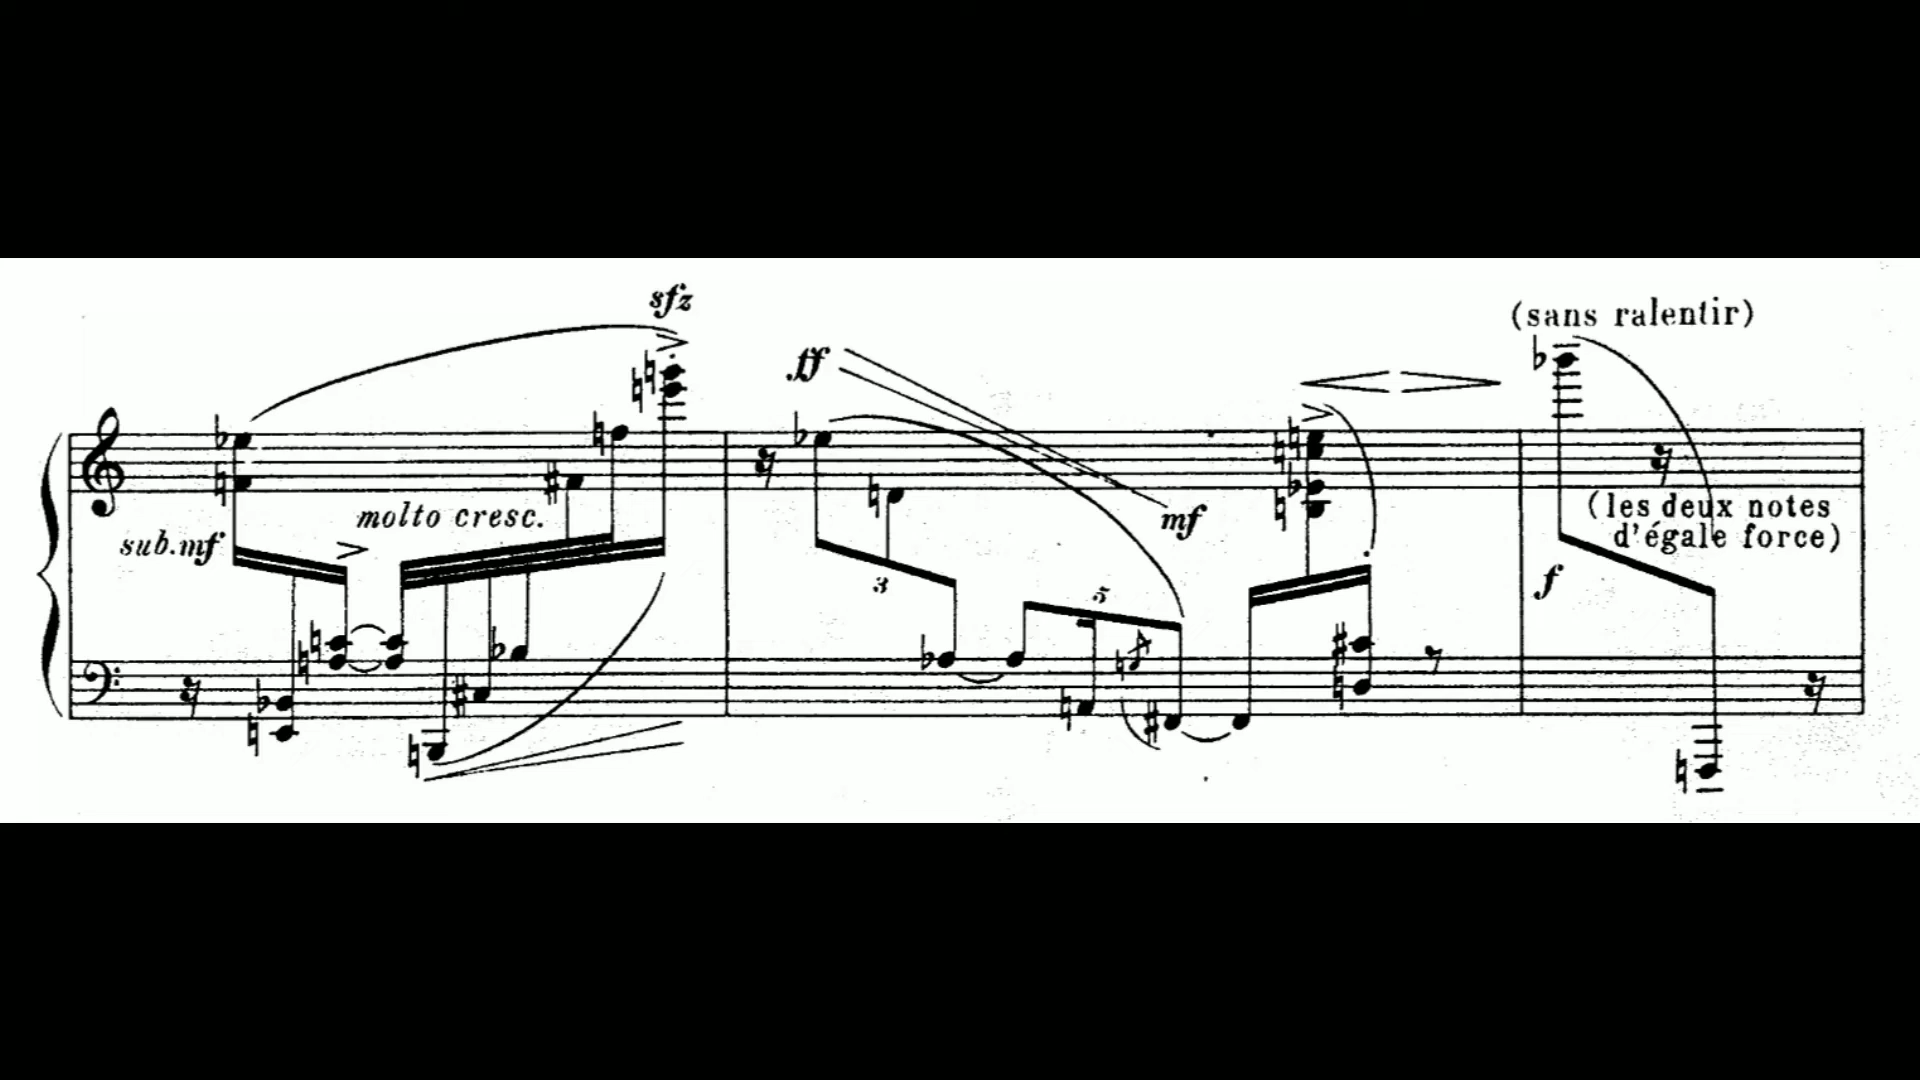 sfz
(sans ralentir)
ff
molto cresc.
mf
(les deux notes
d'égale force)
sub.mf
3
5
f